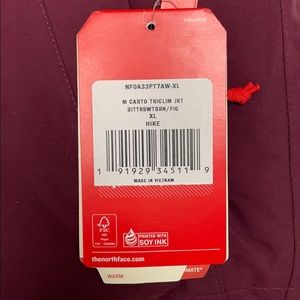 NF0A33PT7AW-XL
M CARTO TRICLIM JKT
BITTRSWTBRN/FIG
XL
HIKE
1 91929 34511 9
MADE IN VIETNAM
FSC
PRINTED WITH
SOY INK
thenorthface.com
WARM